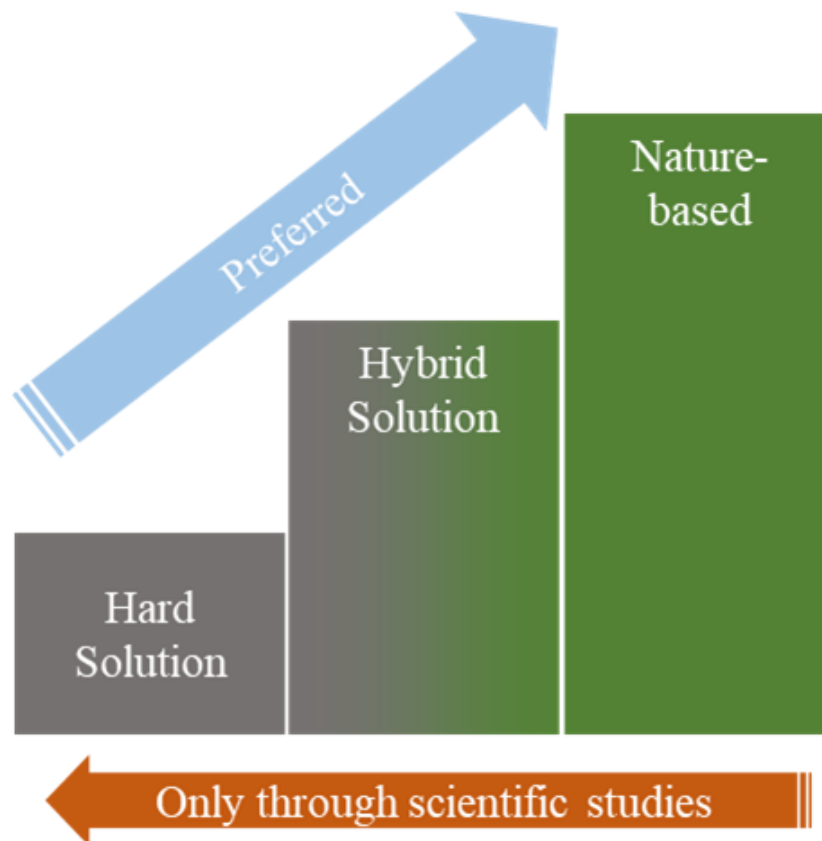 Preferred
Nature-
based
Hybrid
Solution
Hard
Solution
Only through scientific studies